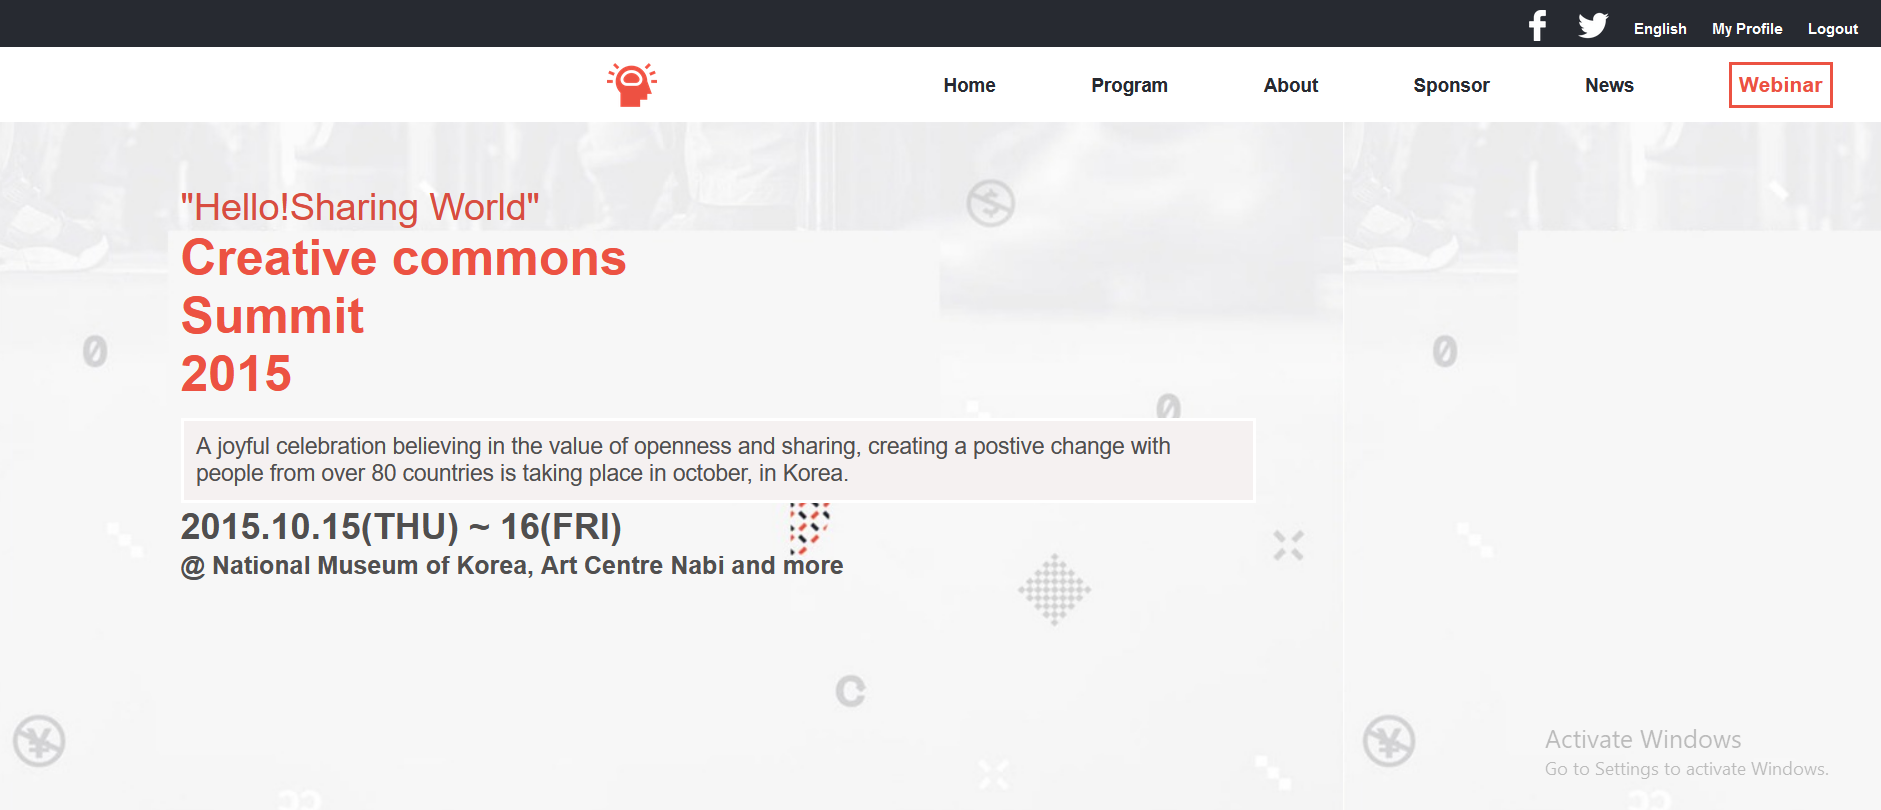 English My Profile Logout
Home Program About Sponsor News Webinar
"Hello!Sharing World"
Creative commons
Summit
2015
A joyful celebration believing in the value of openness and sharing, creating a postive change with
people from over 80 countries is taking place in october, in Korea.
2015.10.15(THU) ~ 16(FRI)
@ National Museum of Korea, Art Centre Nabi and more
Activate Windows
Go to Settings to activate Windows.